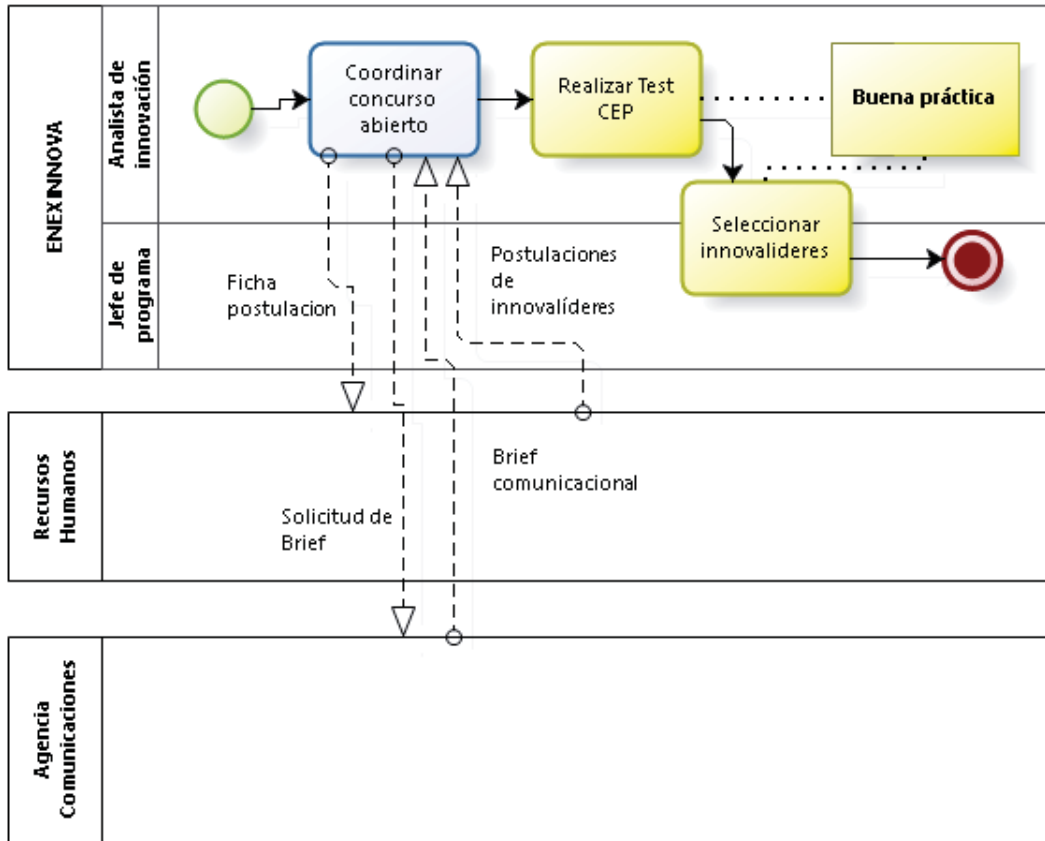 ENEX INNOVA
Analista de
innovación
Jefe de
programa
Coordinar
concurso
abierto
Realizar Test
CEP
Buena práctica
Seleccionar
innovalideres
Ficha
postulacion
Postulaciones
de
innovalíderes
Recursos
Humanos
Brief
comunicacional
Solicitud de
Brief
Agencia
Comunicaciones